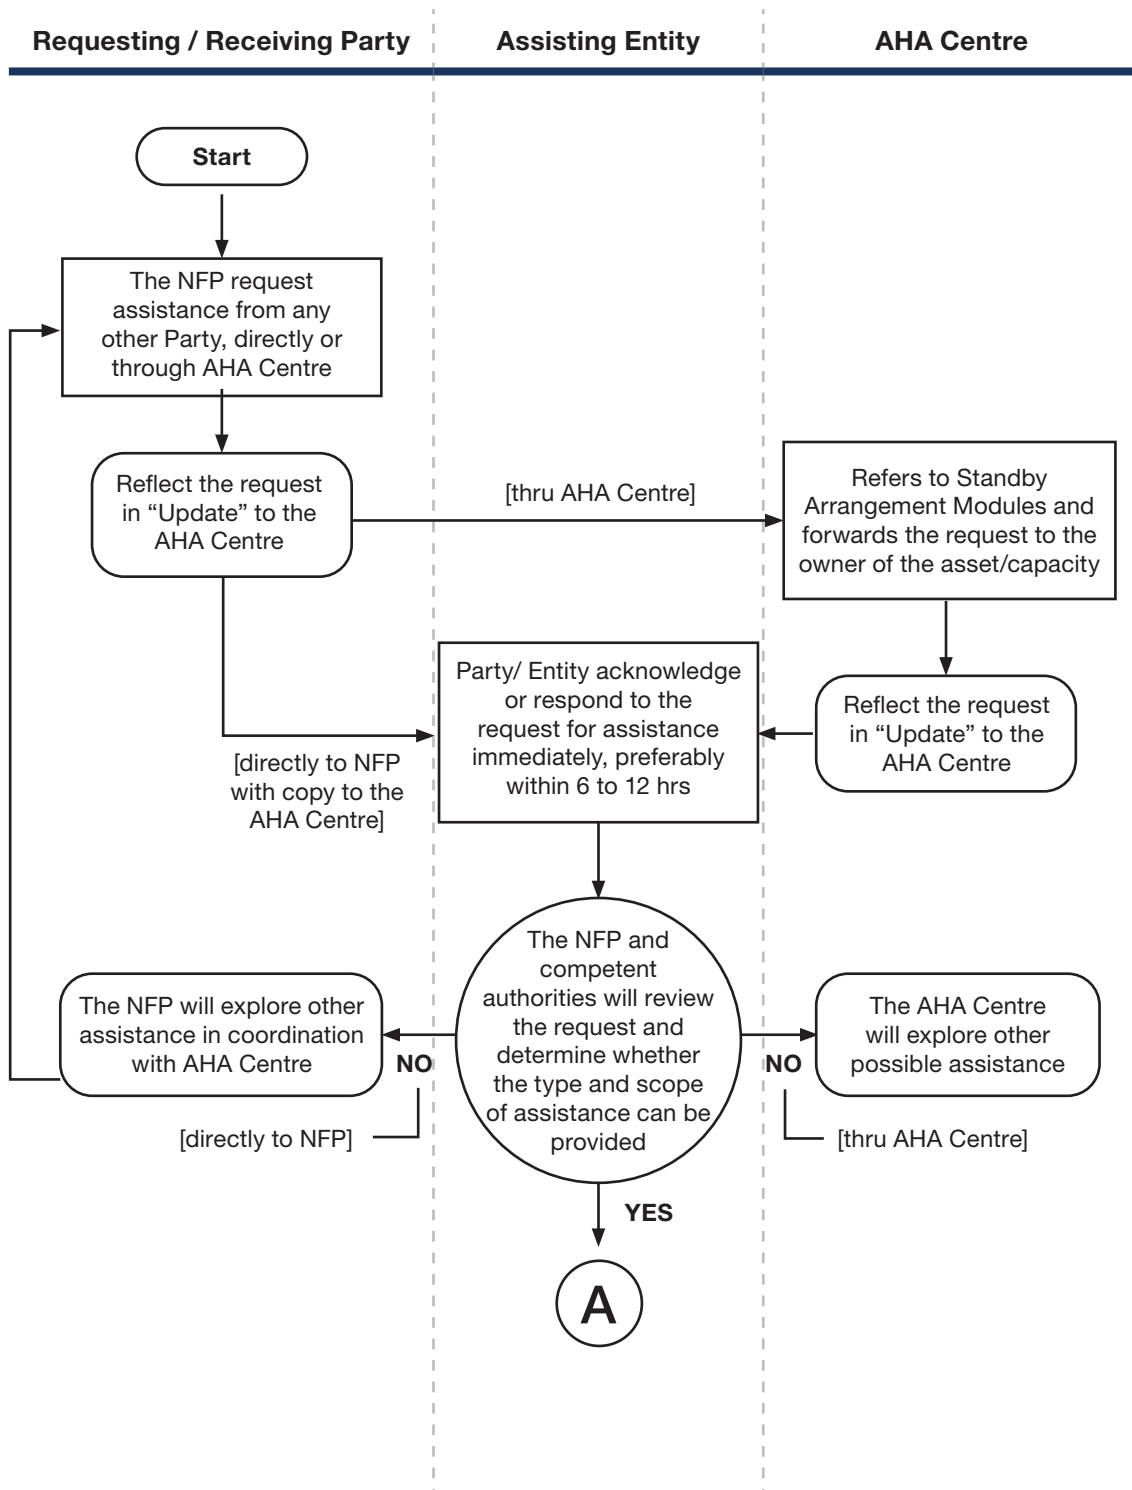 Requesting / Receiving Party
Assisting Entity
AHA Centre
Start
The NFP request
assistance from any
other Party, directly or
through AHA Centre
Reflect the request
in “Update” to the
AHA Centre
[thru AHA Centre]
Refers to Standby
Arrangement Modules and
forwards the request to the
owner of the asset/capacity
[directly to NFP
with copy to the
AHA Centre]
Party/ Entity acknowledge
or respond to the
request for assistance
immediately, preferably
within 6 to 12 hrs
Reflect the request
in “Update” to the
AHA Centre
The NFP and
competent
authorities will review
the request and
determine whether
the type and scope
of assistance can be
provided
The NFP will explore other
assistance in coordination
with AHA Centre
NO
[directly to NFP]
NO
The AHA Centre
will explore other
possible assistance
[thru AHA Centre]
YES
A